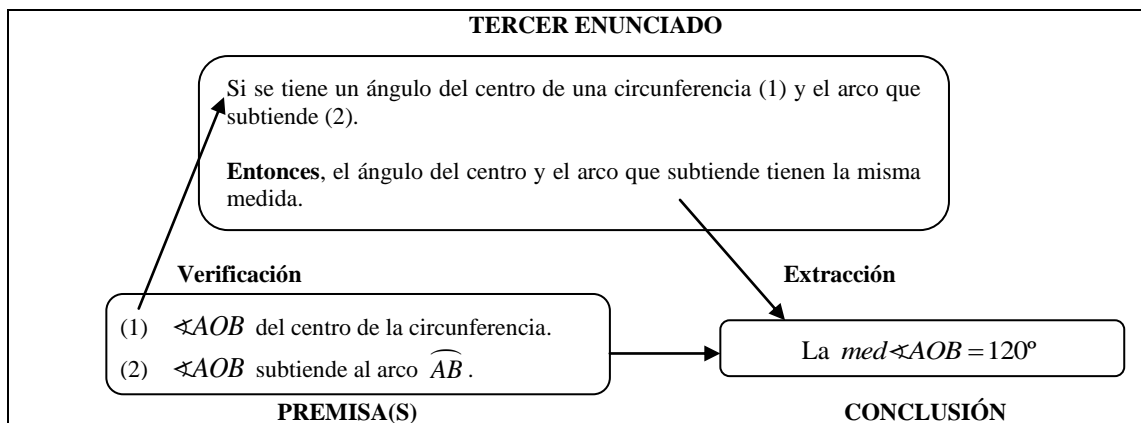 TERCER ENUNCIADO
Si se tiene un ángulo del centro de una circunferencia (1) y el arco que
subtiende (2).
Entonces, el ángulo del centro y el arco que subtiende tienen la misma
medida.
Verificación
Extracción
(1) ∢AOB del centro de la circunferencia.
(2) ∢AOB subtiende al arco \widehat{AB}.
La med∢AOB = 120º
PREMISA(S)
CONCLUSIÓN